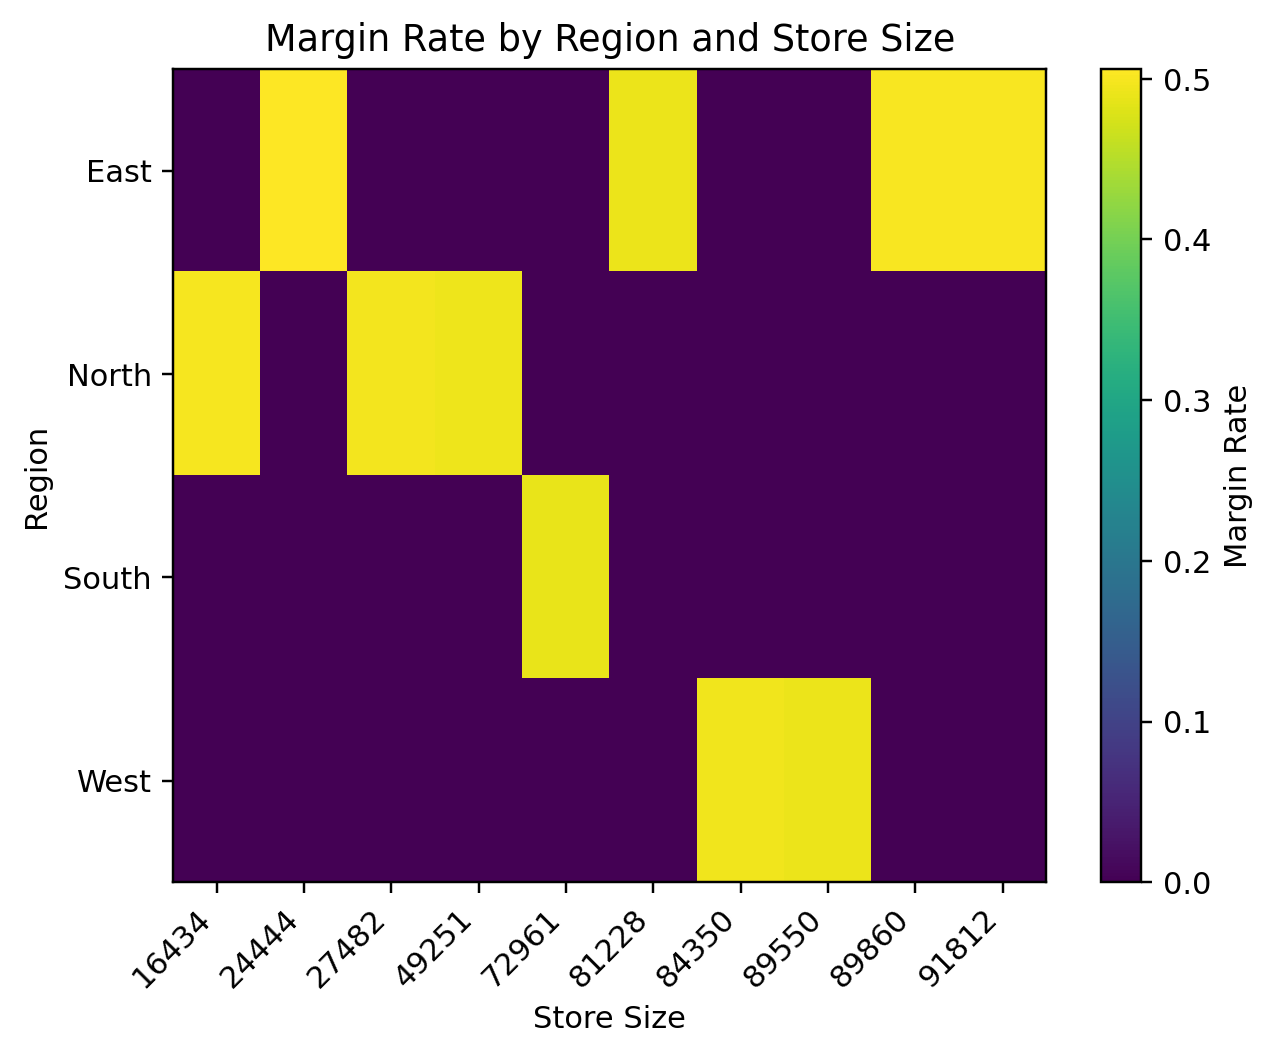 Margin Rate by Region and Store Size
Region
East
North
South
West
16434
24444
27482
49251
72961
81228
84350
89550
89860
91812
Store Size
0.5
0.4
0.3
0.2
0.1
0.0
Margin Rate